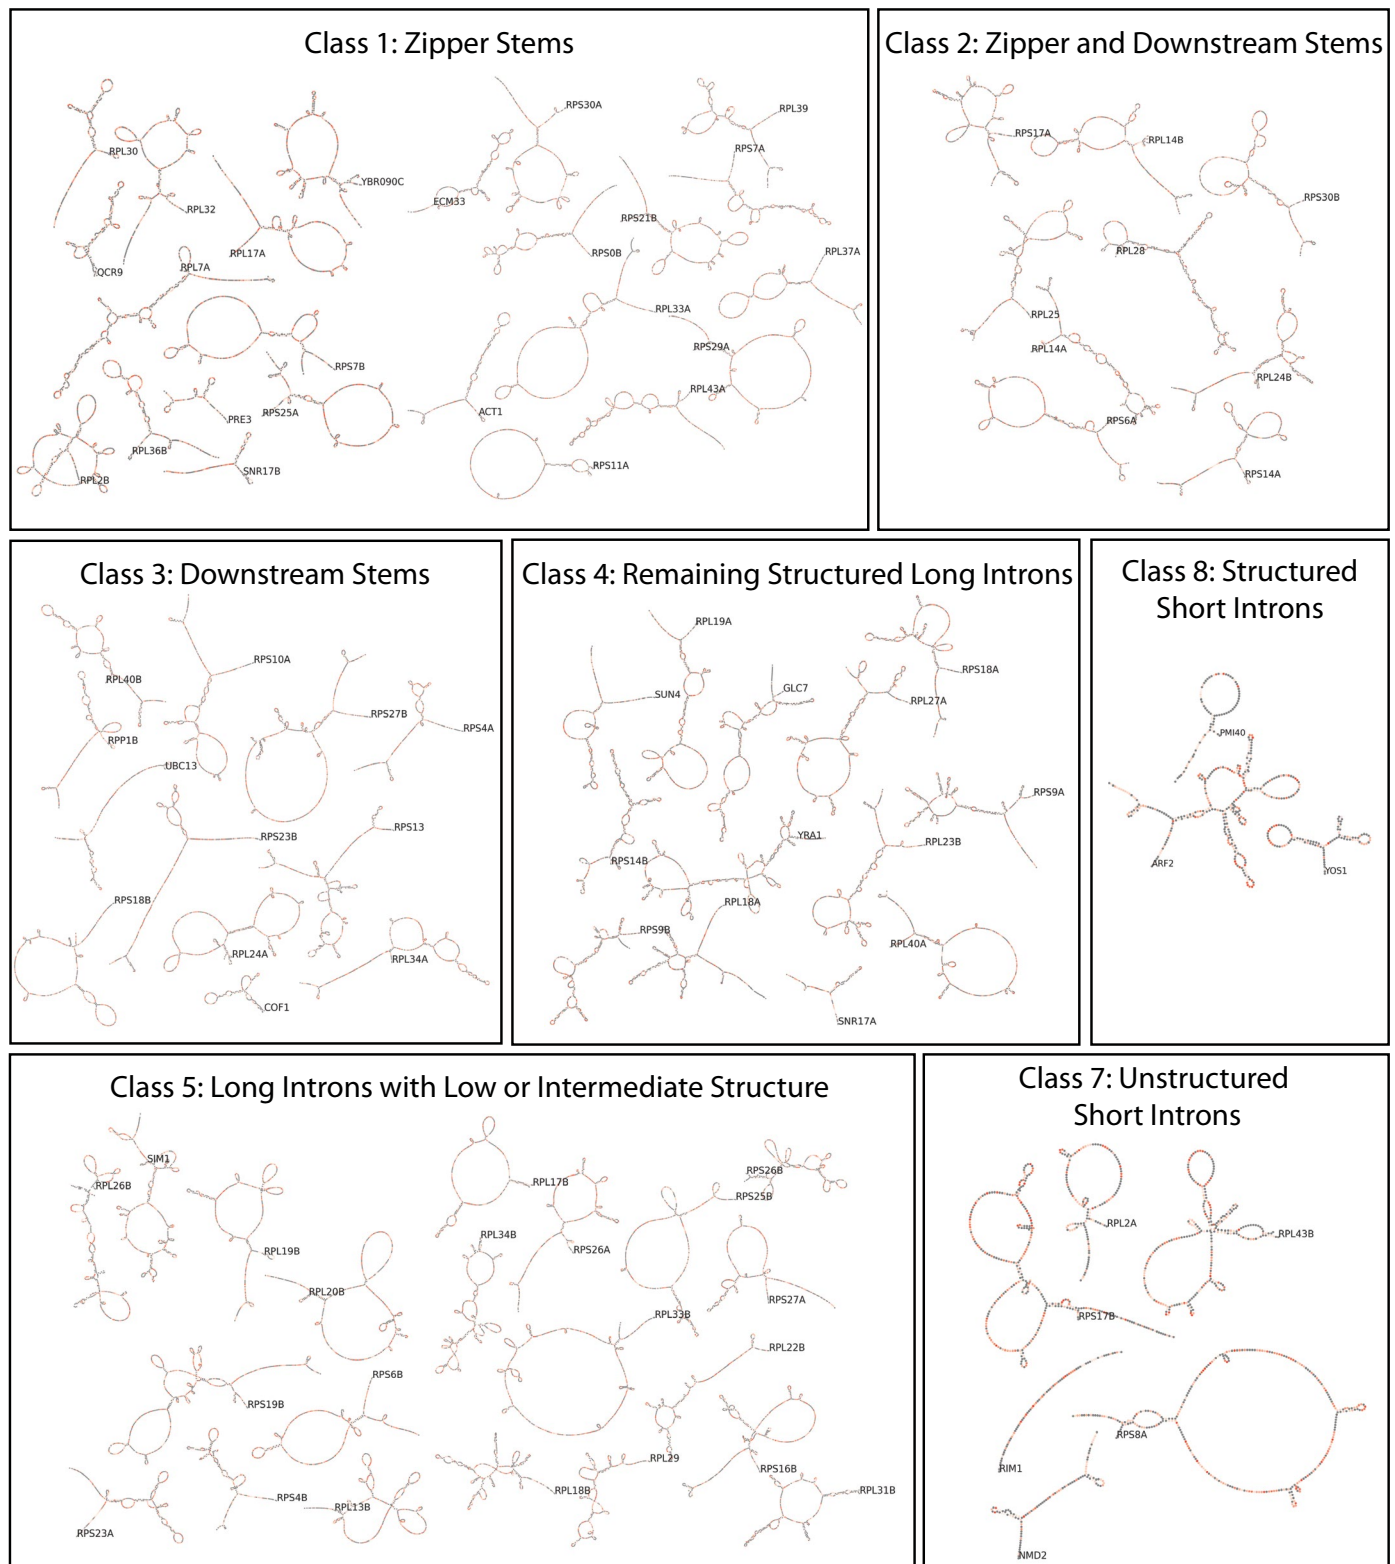 Class 1: Zipper Stems
RPL30
RPL32
YBR090C
QCR9
RPL17A
RPL7A
RPS7B
PRE3
RPS25A
RPL36B
SNR17B
RPL2B
RPS30A
RPL39
RPS7A
ECM33
RPS21B
RPS0B
RPL37A
RPL33A
RPS29A
RPL43A
ACT1
RPS11A
Class 2: Zipper and Downstream Stems
RPS17A
RPL14B
RPS30B
RPL28
RPL25
RPL14A
RPL24B
RPS6A
RPS14A
Class 3: Downstream Stems
RPS10A
RPL40B
RPS27B
RPS4A
RPP1B
UBC13
RPS23B
RPS13
RPS18B
RPL24A
RPL34A
COF1
Class 4: Remaining Structured Long Introns
RPL19A
RPS18A
SUN4
GLC7
RPL27A
RPS9A
YRA1
RPL23B
RPS14B
RPL18A
RPS9B
RPL40A
SNR17A
Class 8: Structured
Short Introns
PMI40
ARF2
YOS1
Class 5: Long Introns with Low or Intermediate Structure
SIM1
RPL26B
RPL17B
RPS26B
RPS25B
RPL34B
RPS26A
RPL19B
RPL20B
RPS27A
RPL33B
RPL22B
RPS6B
RPS19B
RPL29
RPS16B
RPS4B
RPL13B
RPL18B
RPL31B
RPS23A
Class 7: Unstructured
Short Introns
RPL2A
RPL43B
RPS17B
RPS8A
RIM1
NMD2